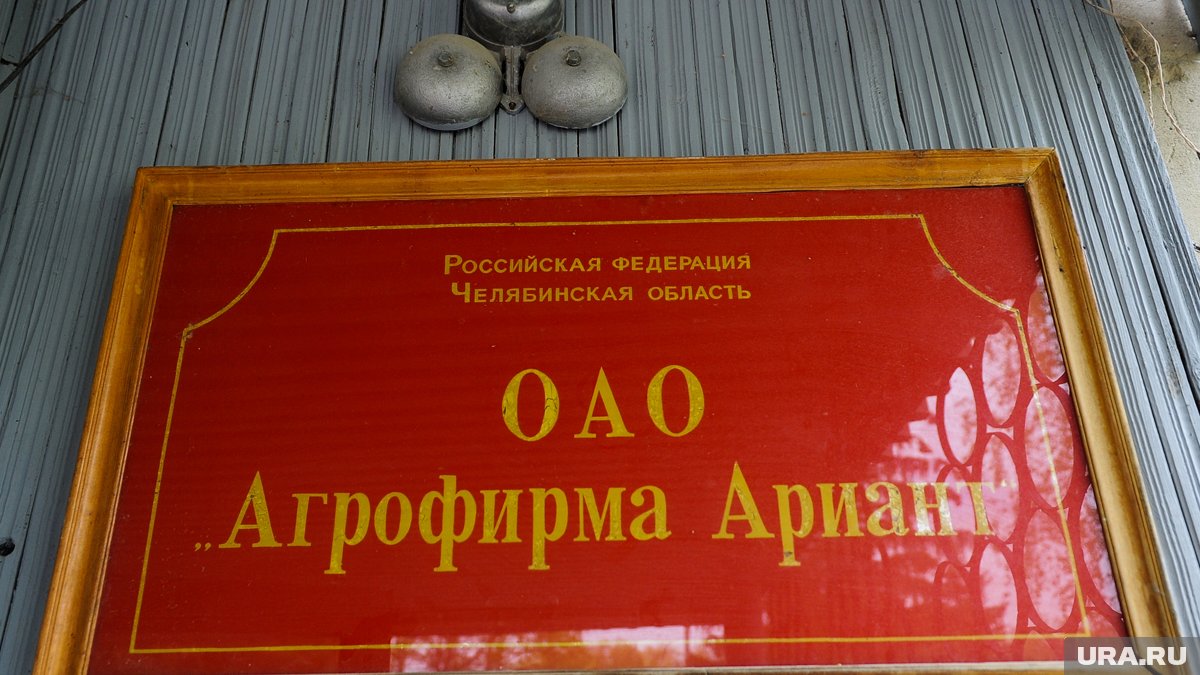 Российская федерация
Челябинская область
ОАО
„Агрофирма Ариант"
URA.RU